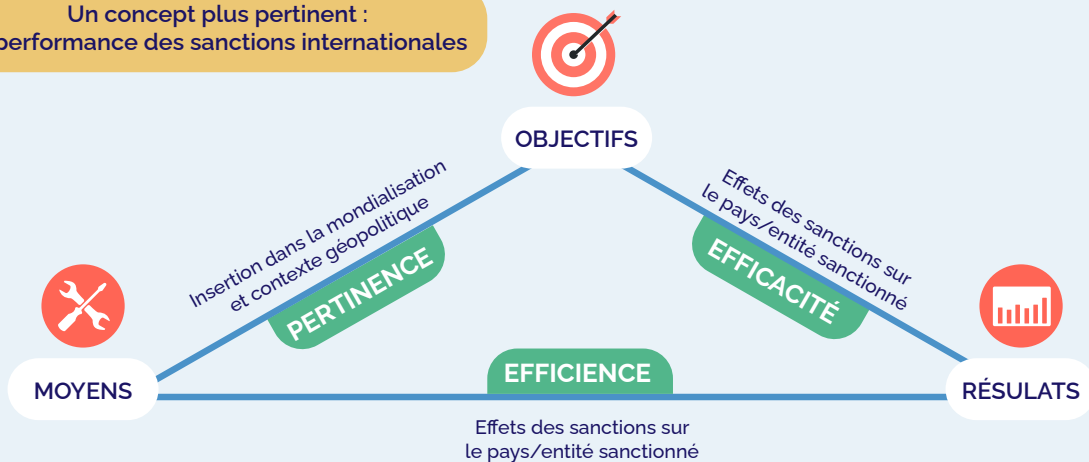 Un concept plus pertinent :
performance des sanctions internationales
OBJECTIFS
Insertion dans la mondialisation
et contexte géopolitique
PERTINENCE
Effets des sanctions sur
le pays/entité sanctionné
EFFICACITÉ
MOYENS
EFFICIENCE
RÉSULATS
Effets des sanctions sur
le pays/entité sanctionné